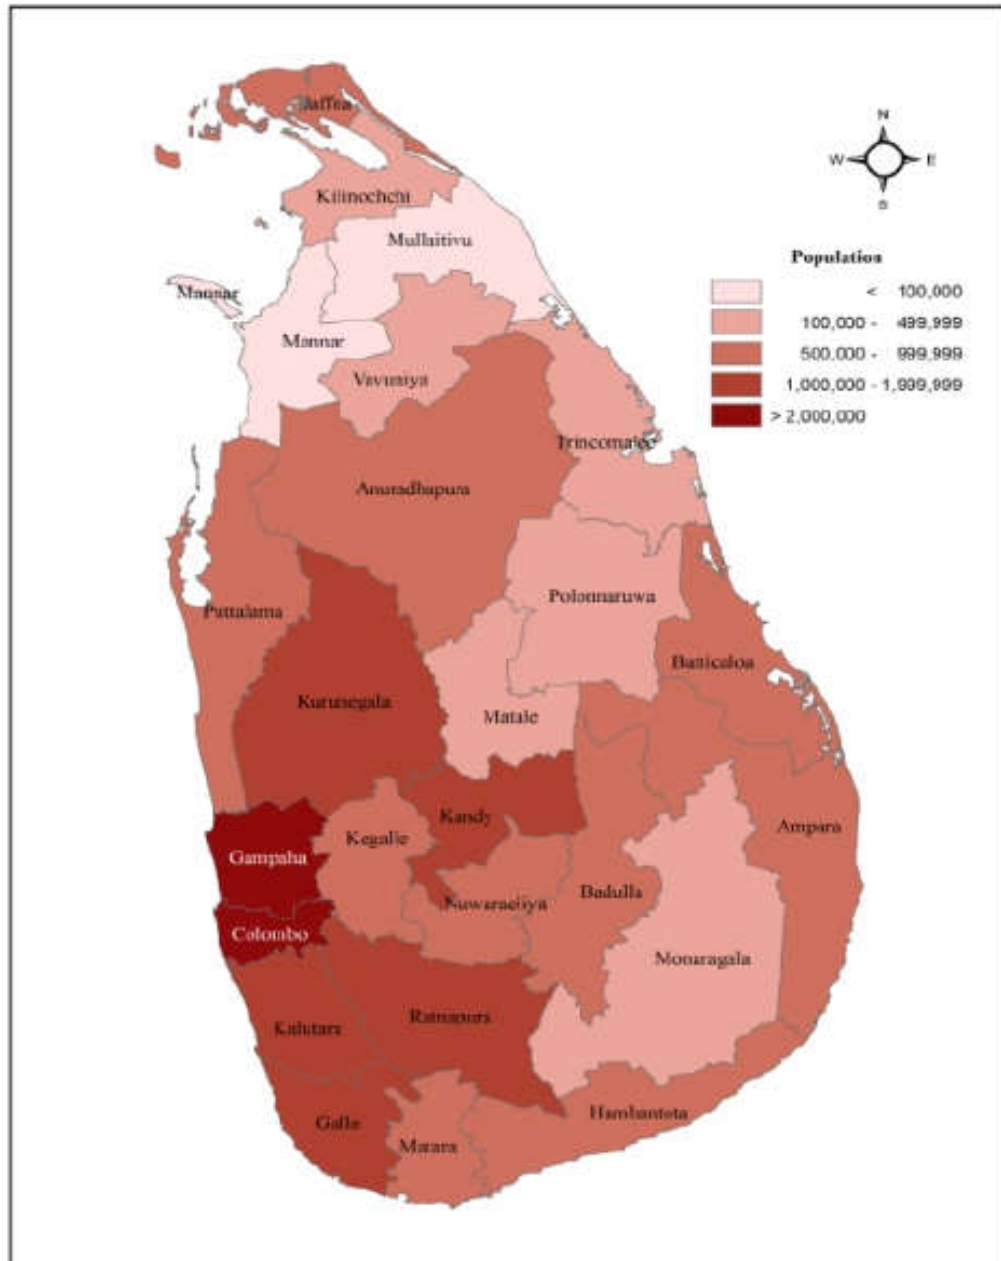 Jaffna
N
W E
S
Kilinochchi
Mullaitivu
Population
Mannar
< 100,000
100,000 - 499,999
Mannar
500,000 - 999,999
Vavuniya
1,000,000 - 1,999,999
> 2,000,000
Trincomalee
Anuradhapura
Polonnaruwa
Puttalama
Batticaloa
Kurunegala
Matale
Kandy
Ampara
Kegalle
Gampaha
Badulla
Nuwaraeliya
Colombo
Monaragala
Ratnapura
Kalutara
Hambantota
Galle
Matara